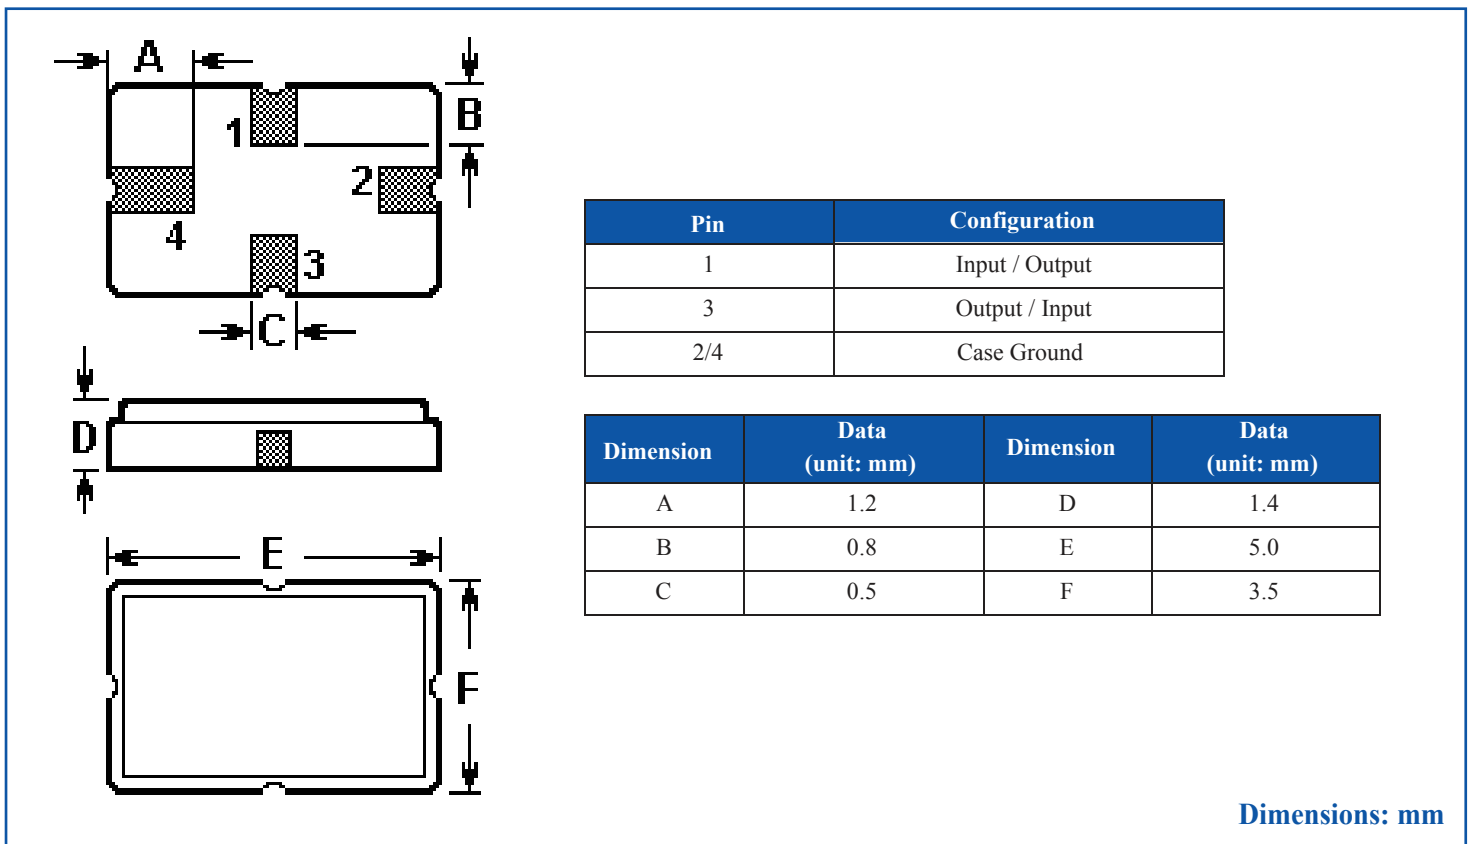 A
B
1
2
4
3
C
D
E
F
Pin Configuration
1 Input / Output
3 Output / Input
2/4 Case Ground
Dimension Data (unit: mm) Dimension Data (unit: mm)
A 1.2 D 1.4
B 0.8 E 5.0
C 0.5 F 3.5
Dimensions: mm